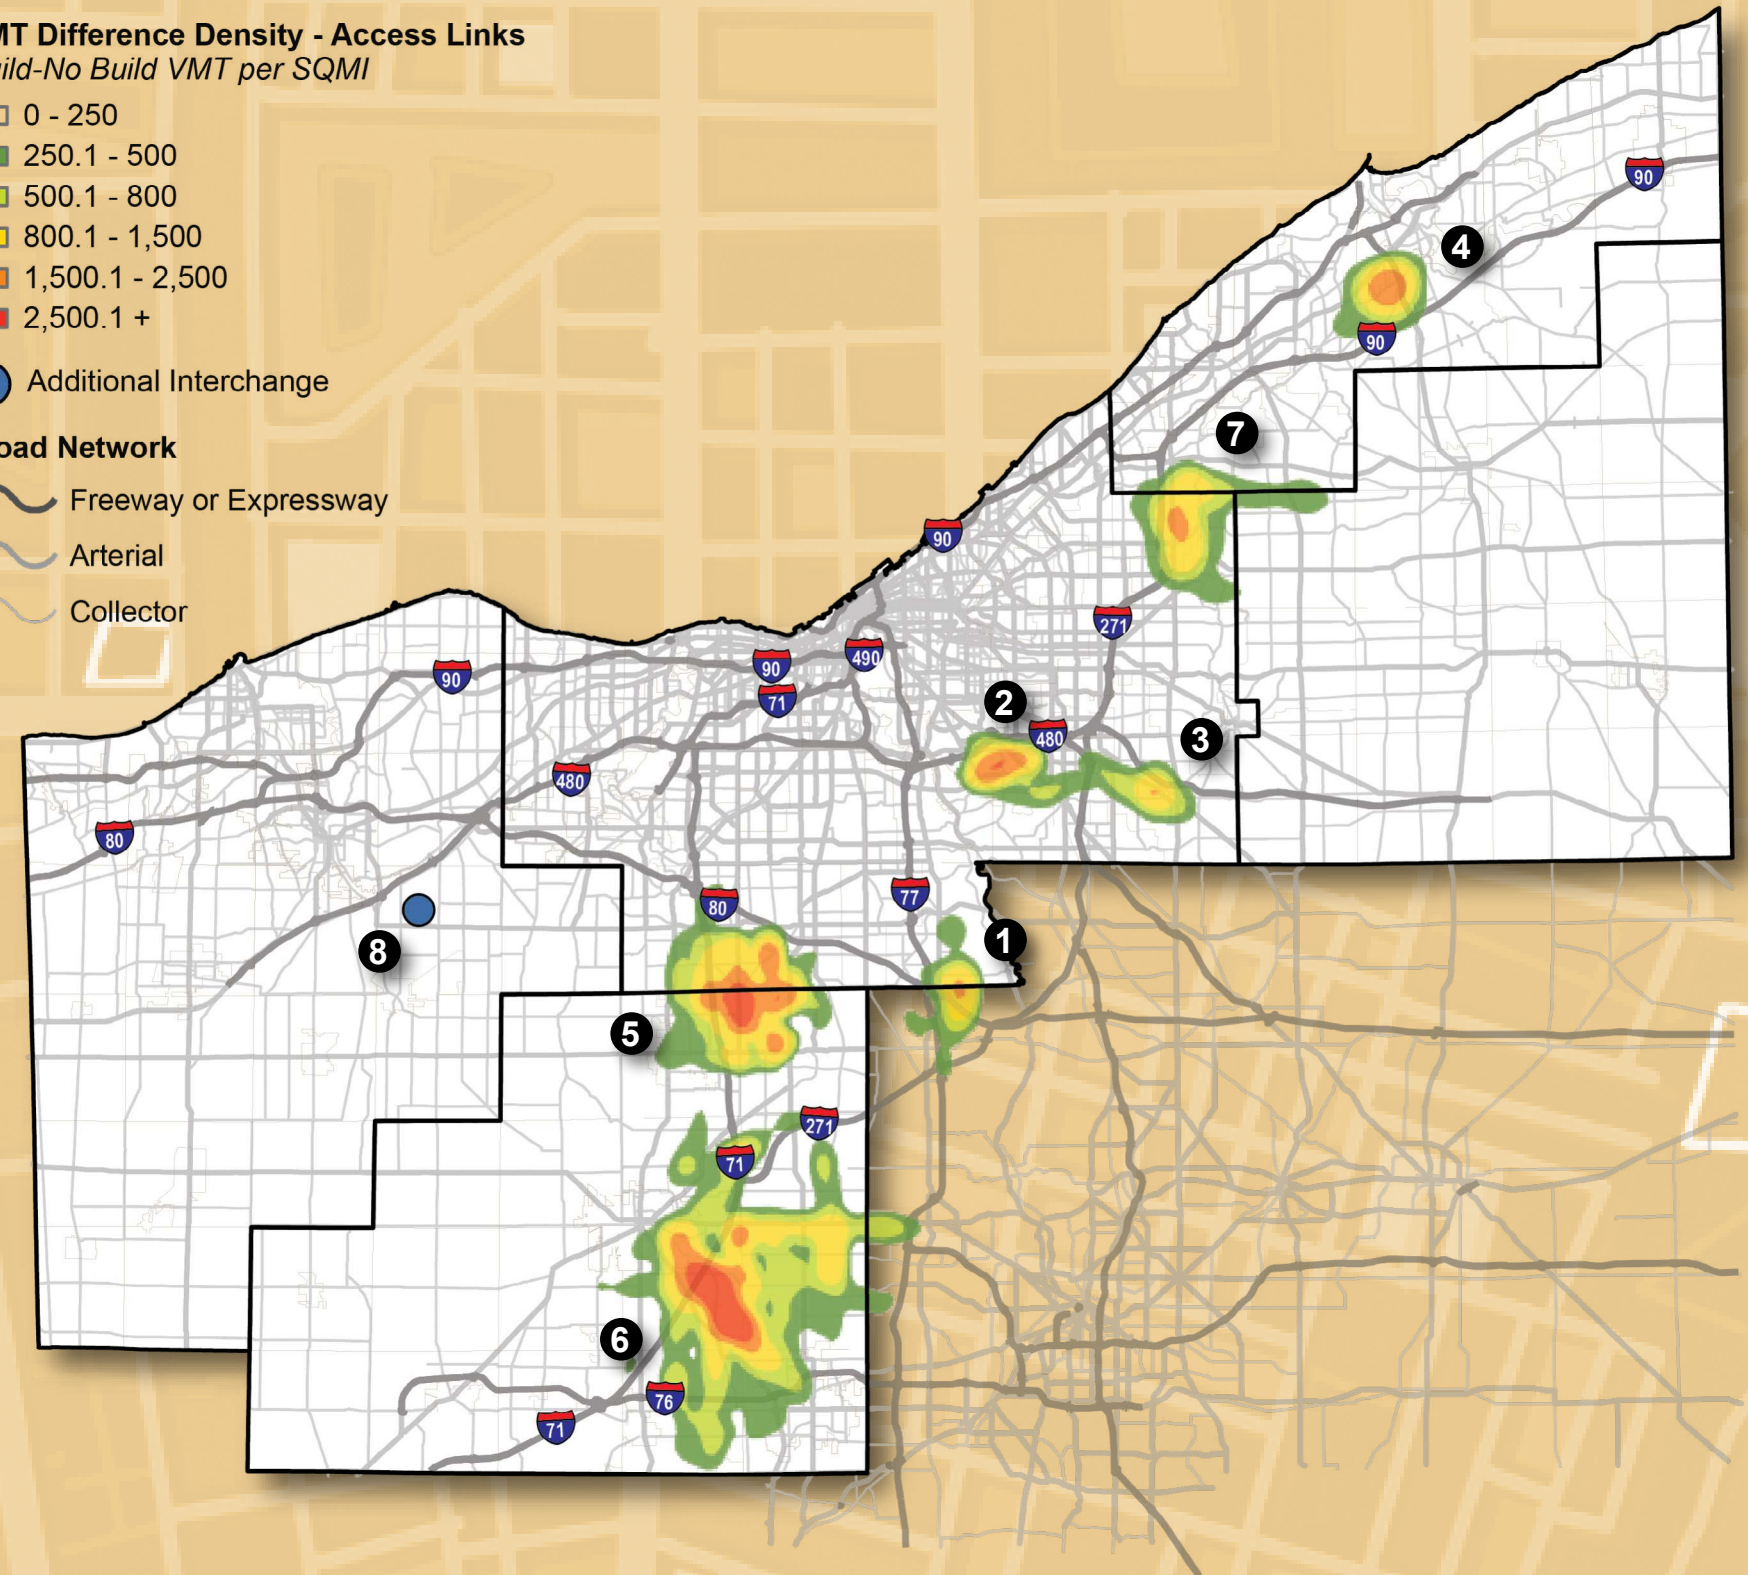 MT Difference Density - Access Links
ild-No Build VMT per SQMI
0 - 250
250.1 - 500
500.1 - 800
800.1 - 1,500
1,500.1 - 2,500
2,500.1 +
Additional Interchange
oad Network
Freeway or Expressway
Arterial
Collector
90
4
90
7
90
271
90
490
90
71
2
480
3
480
80
80
77
8
1
5
271
71
6
76
71